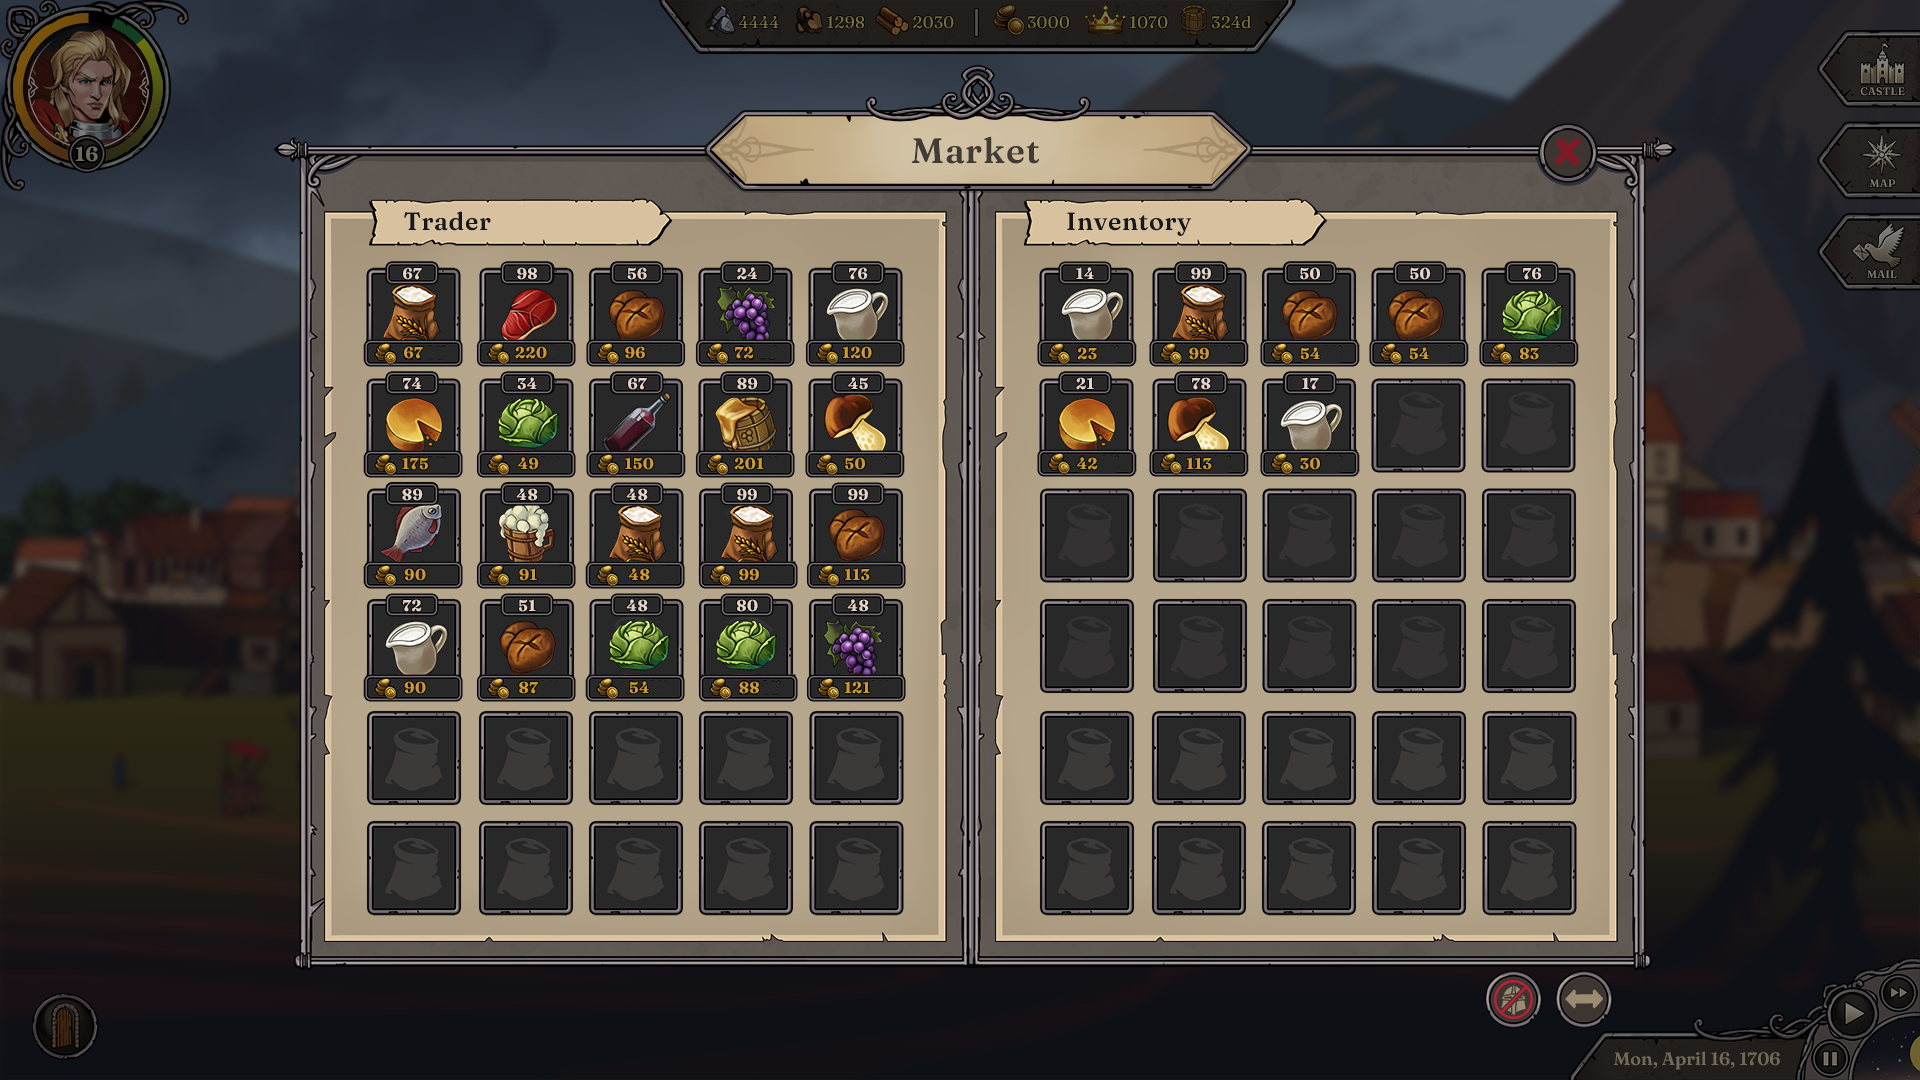 4444 1298 2030 3000 1070 324d
16
CASTLE
MAP
MAIL
Market
Trader
67 98 56 24 76
67 220 96 72 120
74 34 67 89 45
175 49 150 201 50
89 48 48 99 99
90 91 48 99 113
72 51 48 80 48
90 87 54 88 121
Inventory
14 99 50 50 76
23 99 54 54 83
21 78 17
42 113 30
Mon, April 16, 1706